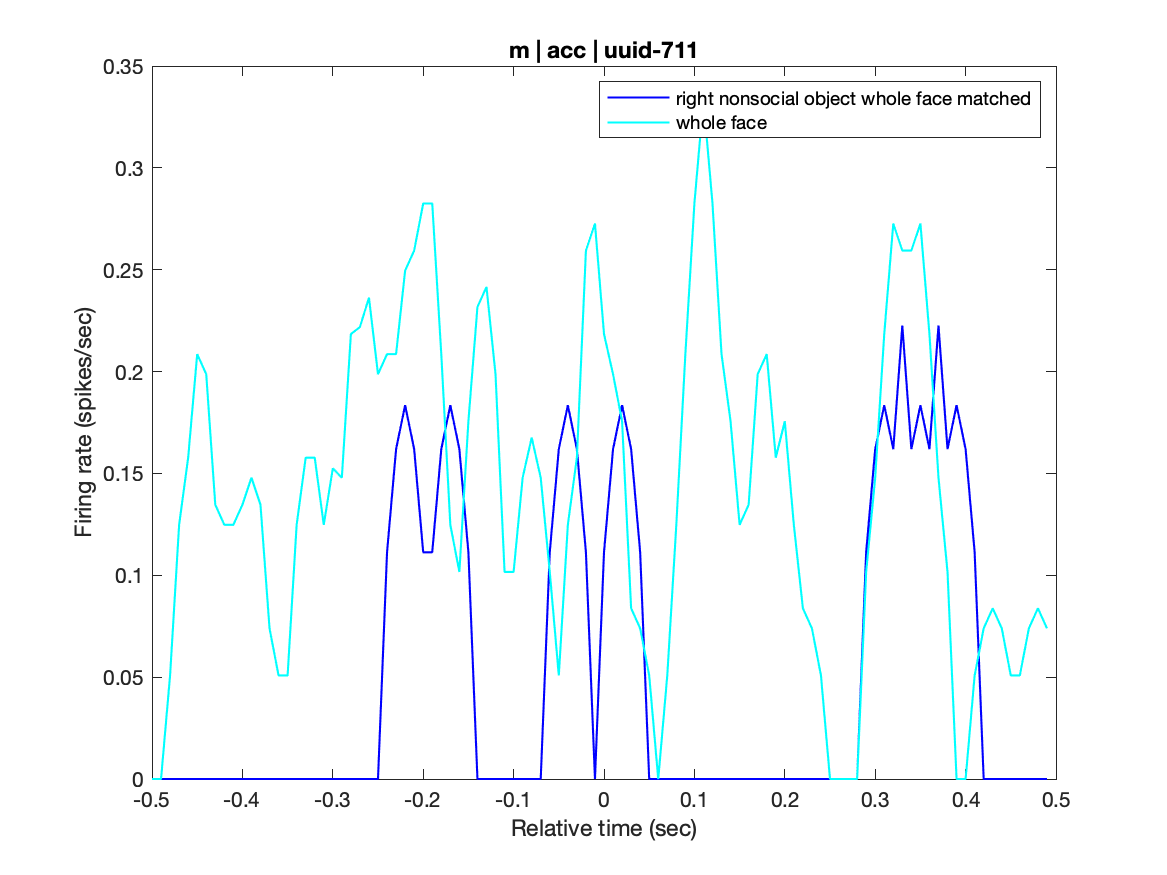 m | acc | uuid-711
0.35
right nonsocial object whole face matched
whole face
0.3
0.25
0.2
0.15
0.1
0.05
0
Firing rate (spikes/sec)
-0.5 -0.4 -0.3 -0.2 -0.1 0 0.1 0.2 0.3 0.4 0.5
Relative time (sec)